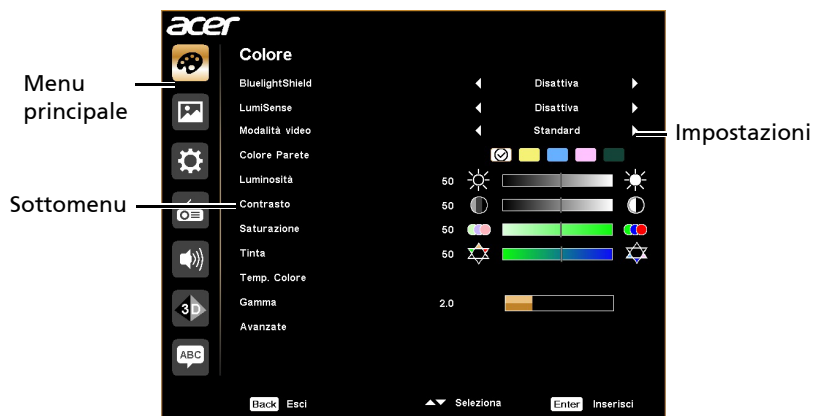 acer
Colore
Menu
principale
BluelightShield Disattiva
LumiSense Disattiva
Modalità video Standard
Impostazioni
Colore Parete
Luminosità 50
Sottomenu
Contrasto 50
Saturazione 50
Tinta 50
Temp. Colore
3D
Gamma 2.0
Avanzate
ABC
Back Esci Seleziona Enter Inserisci